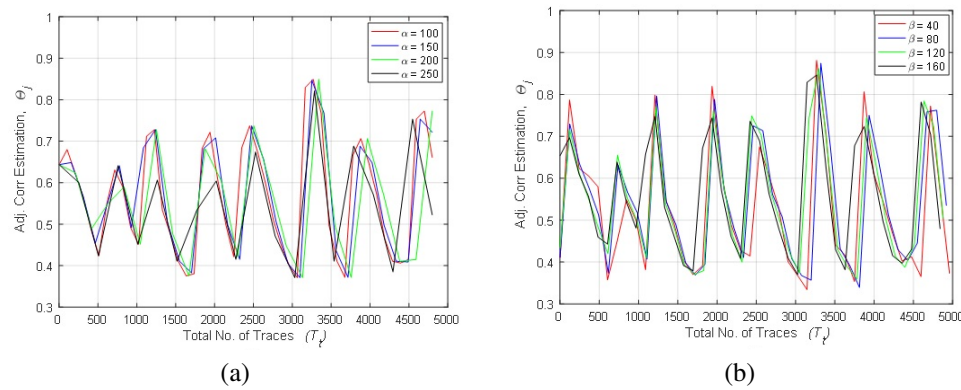 1
0.9
0.8
0.7
0.6
0.5
0.4
0.3
Adj. Corr Estimation, Θj
0 500 1000 1500 2000 2500 3000 3500 4000 4500 5000
Total No. of Traces (Tt)
α = 100
α = 150
α = 200
α = 250
(a)
1
0.9
0.8
0.7
0.6
0.5
0.4
0.3
Adj. Corr Estimation, Θj
0 500 1000 1500 2000 2500 3000 3500 4000 4500 5000
Total No. of Traces (Tt)
β = 40
β = 80
β = 120
β = 160
(b)